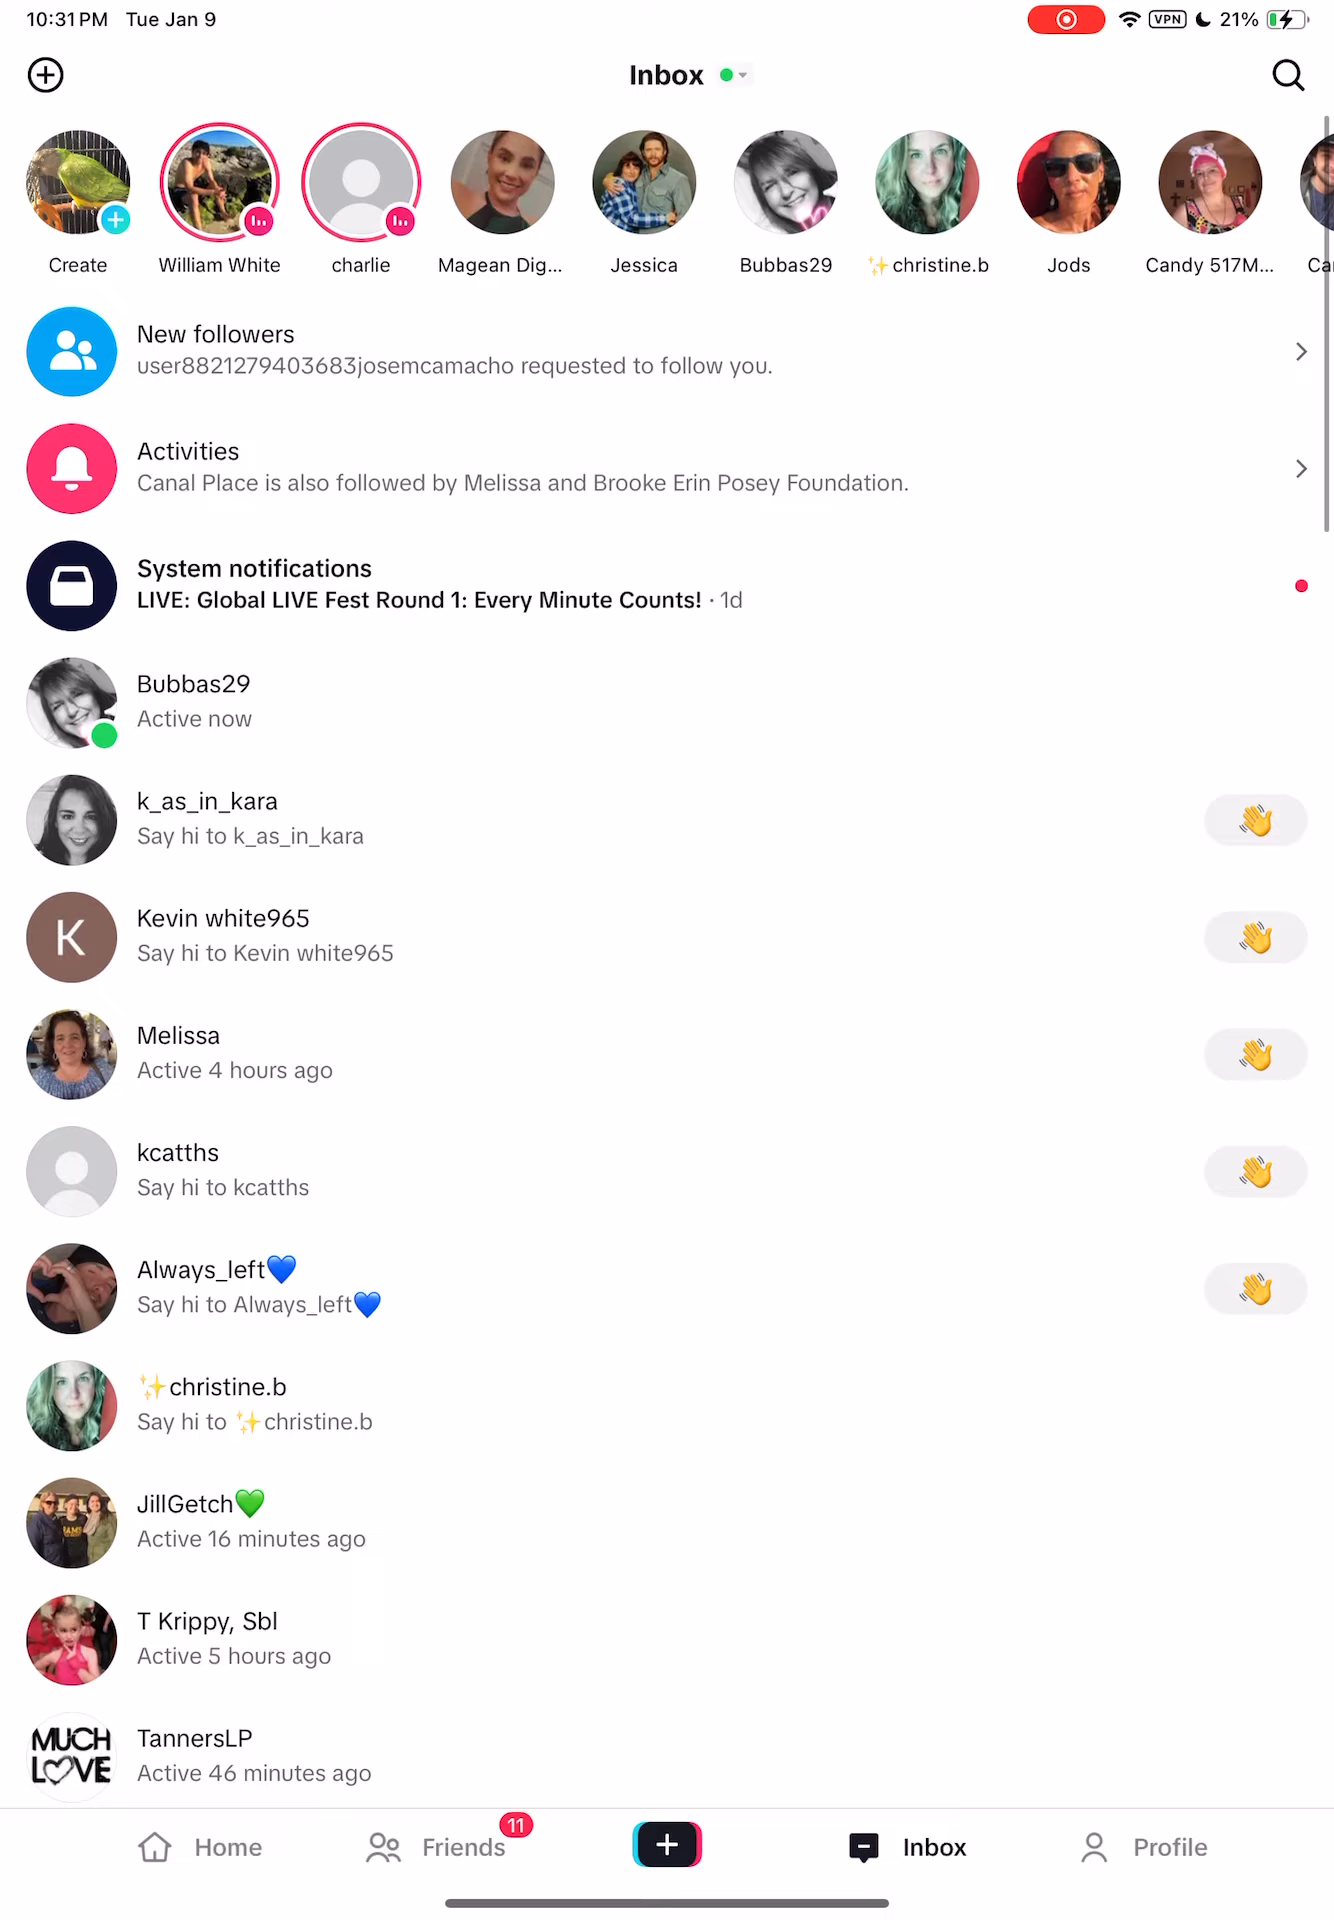 10:31 PM Tue Jan 9
VPN 21%
Inbox
Create
William White
charlie
Magean Dig...
Jessica
Bubbas29
✨christine.b
Jods
Candy 517M...
Car
New followers
user8821279403683josemcamacho requested to follow you.
Activities
Canal Place is also followed by Melissa and Brooke Erin Posey Foundation.
System notifications
LIVE: Global LIVE Fest Round 1: Every Minute Counts! · 1d
Bubbas29
Active now
k_as_in_kara
Say hi to k_as_in_kara
K
Kevin white965
Say hi to Kevin white965
Melissa
Active 4 hours ago
kcatths
Say hi to kcatths
Always_left💙
Say hi to Always_left💙
✨christine.b
Say hi to ✨christine.b
JillGetch💚
Active 16 minutes ago
T Krippy, Sbl
Active 5 hours ago
MUCH
LOVE
TannersLP
Active 46 minutes ago
Home
Friends
11
Inbox
Profile